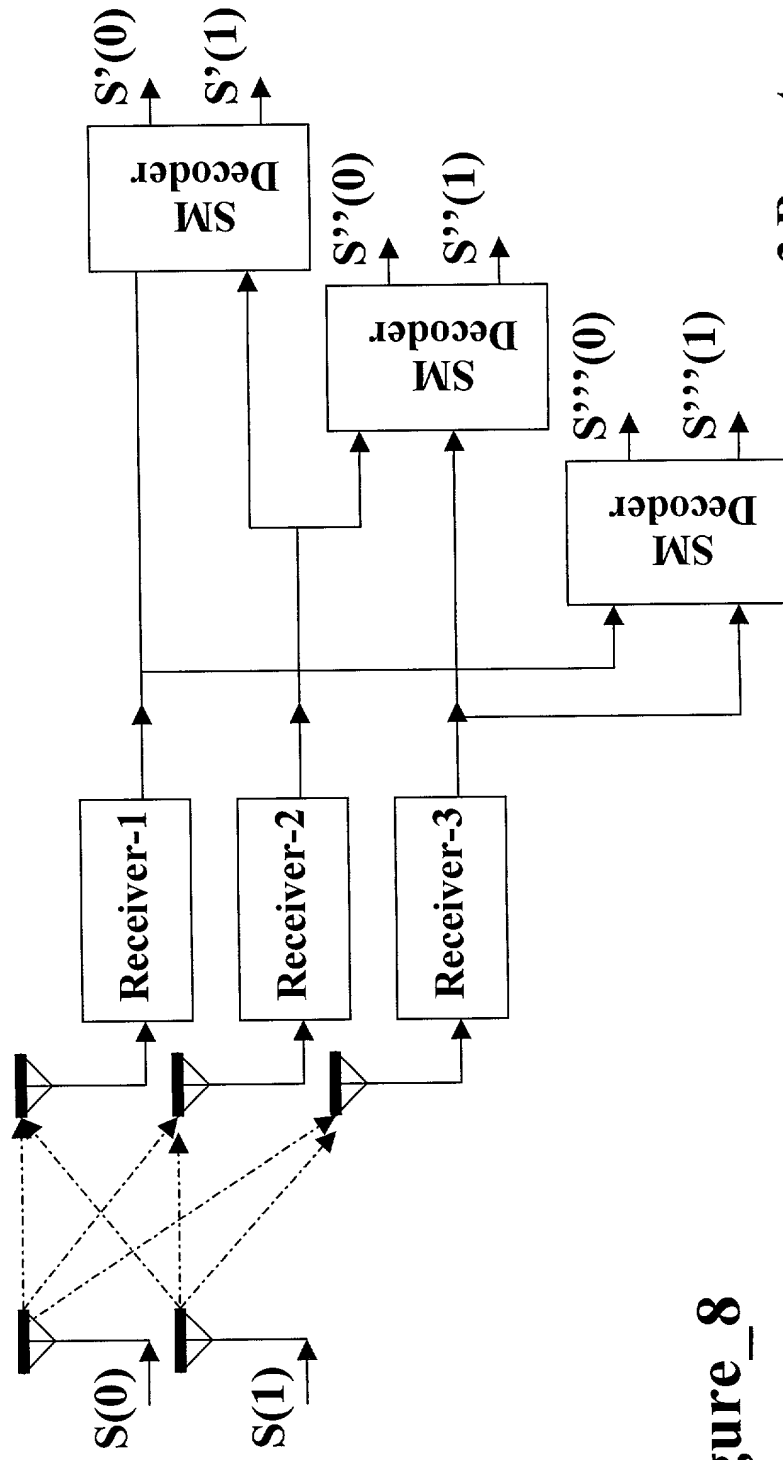 S(0)
S(1)
Receiver-1
Receiver-2
Receiver-3
SM
Decoder
S'(0)
S'(1)
SM
Decoder
S''(0)
S''(1)
SM
Decoder
S'''(0)
S'''(1)
gure_8